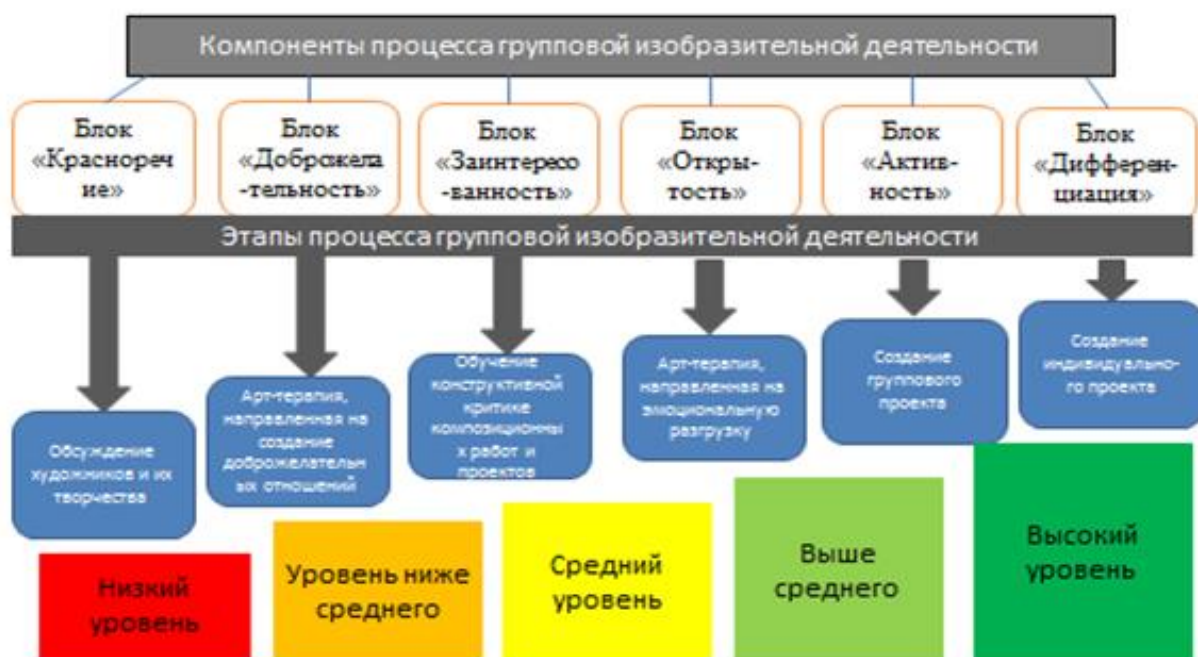 Компоненты процесса групповой изобразительной деятельности
Блок
«Краснореч
ие»
Блок
«Доброжела
-тельность»
Блок
«Заинтересо
-ванность»
Блок
«Откры-
тость»
Блок
«Актив-
ность»
Блок
«Дифферен-
циация»
Этапы процесса групповой изобразительной деятельности
Обсуждение
художников и их
творчества
Арт-терапия,
направленная на
создание
доброжелательн
ых отношений
Обучение
конструктивной
критике
композиционны
х работ и
проектов
Арт-терапия,
направленная на
эмоциональную
разгрузку
Создание
группового
проекта
Создание
индивидуально-
го проекта
Низкий
уровень
Уровень ниже
среднего
Средний
уровень
Выше
среднего
Высокий
уровень